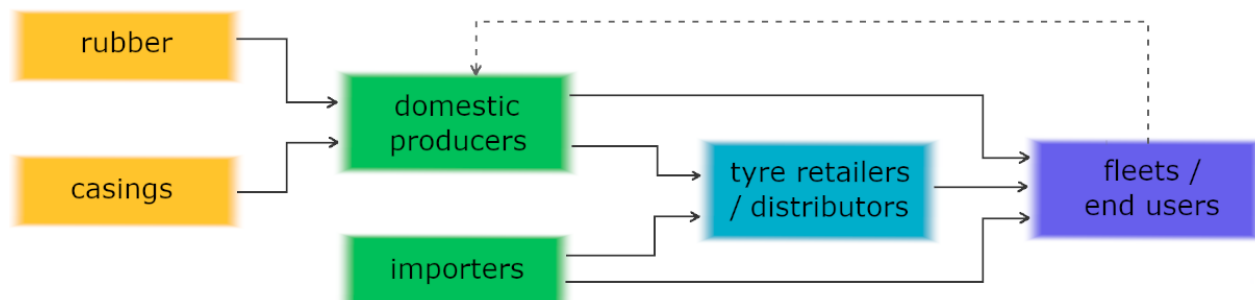 rubber
domestic
producers
casings
tyre retailers
/ distributors
fleets /
end users
importers